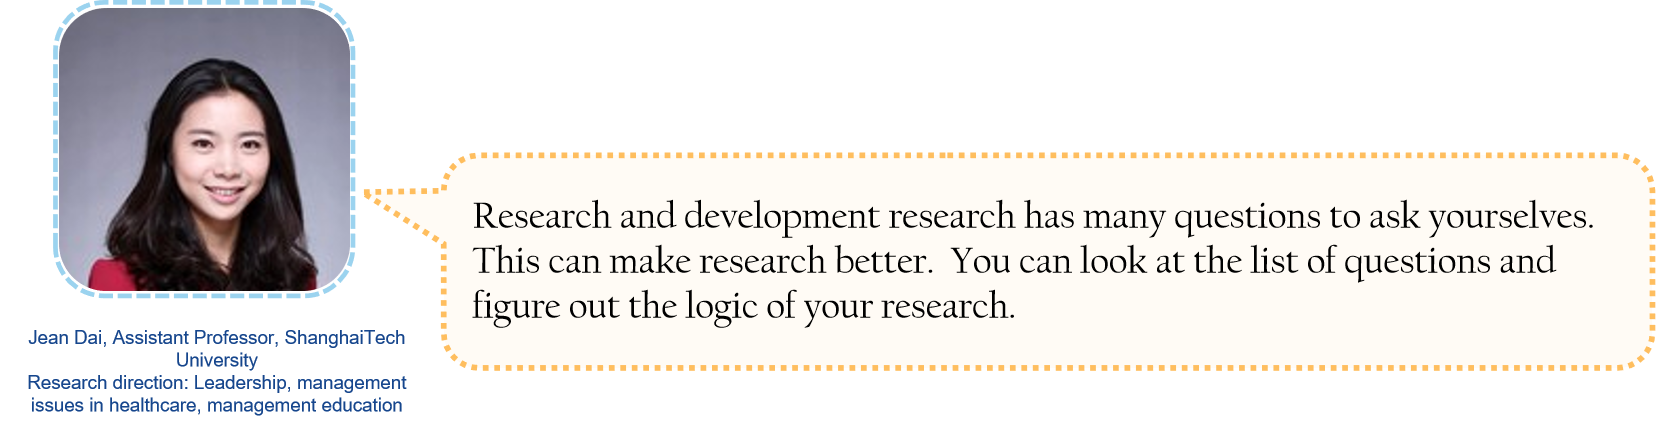 Jean Dai, Assistant Professor, ShanghaiTech
University
Research direction: Leadership, management
issues in healthcare, management education
Research and development research has many questions to ask yourselves.
This can make research better.  You can look at the list of questions and
figure out the logic of your research.